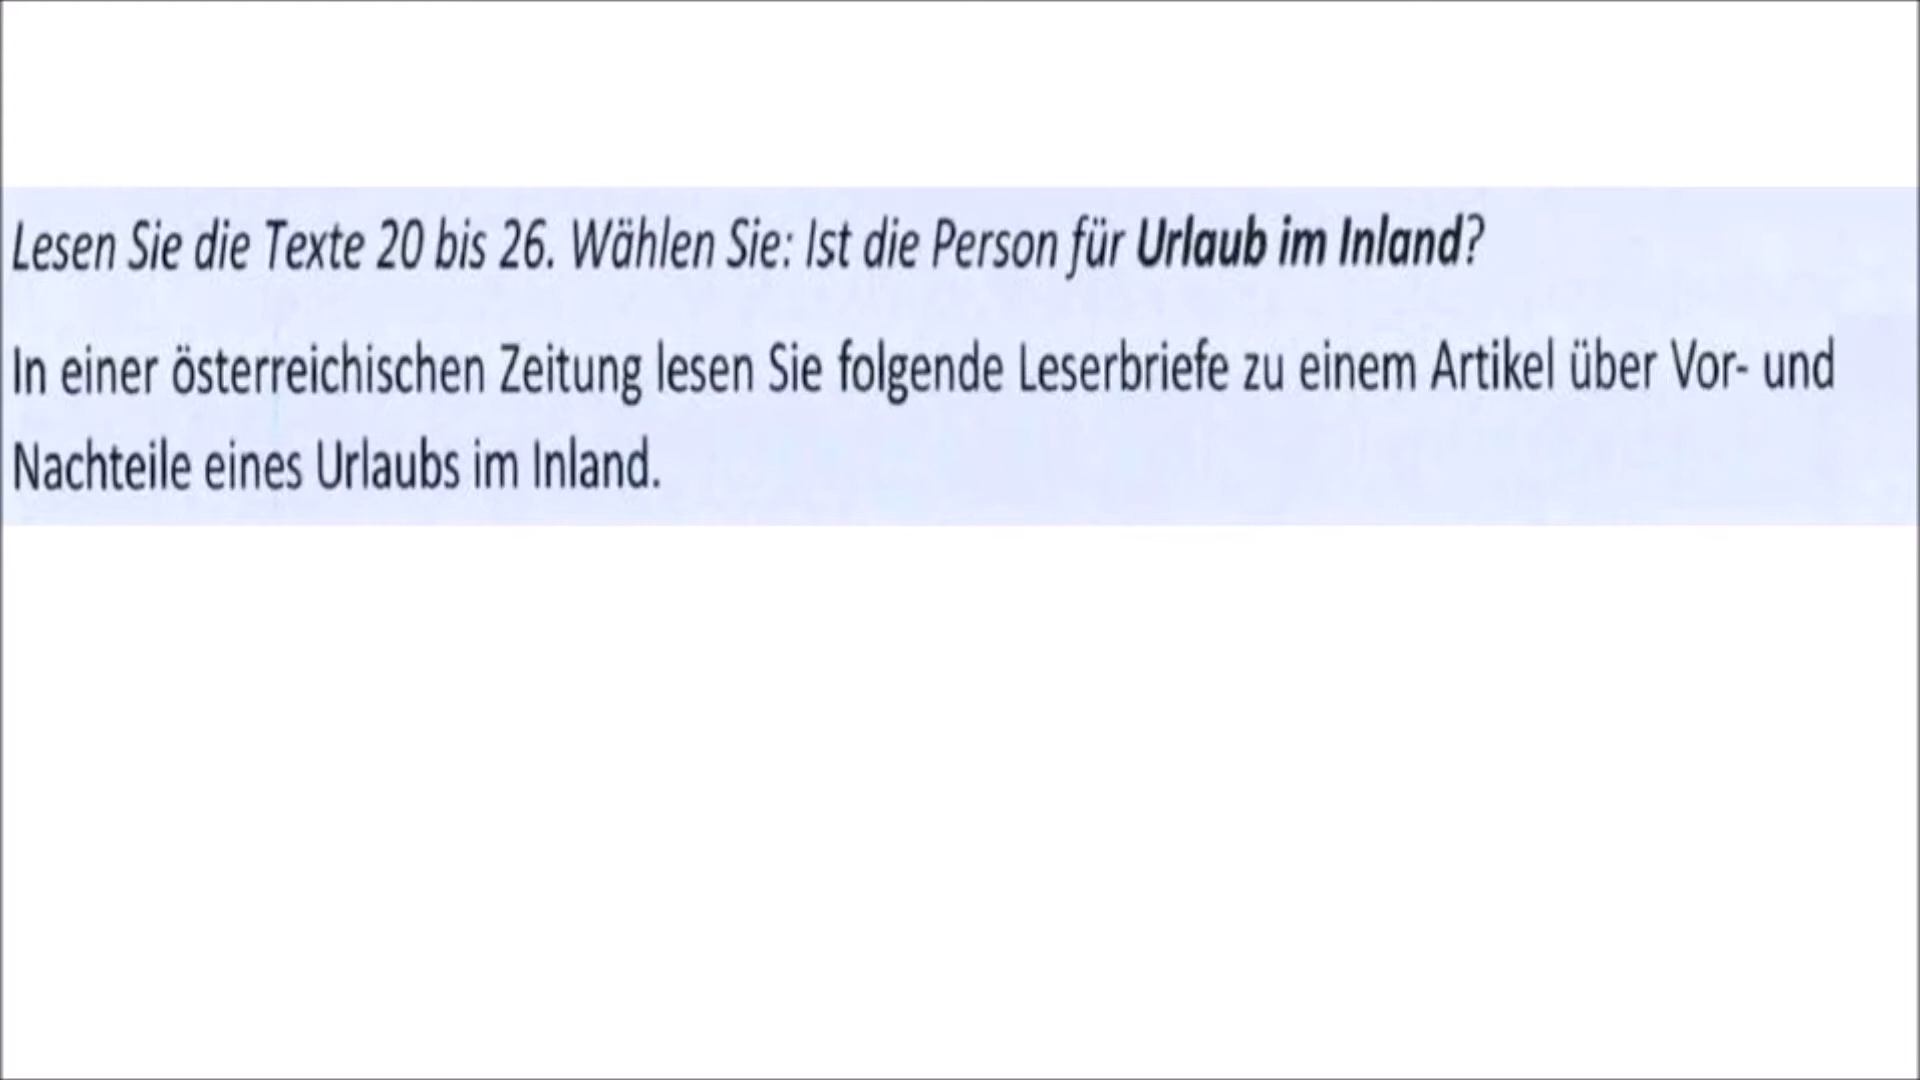 Lesen Sie die Texte 20 bis 26. Wählen Sie: Ist die Person für Urlaub im Inland?
In einer österreichischen Zeitung lesen Sie folgende Leserbriefe zu einem Artikel über Vor- und
Nachteile eines Urlaubs im Inland.